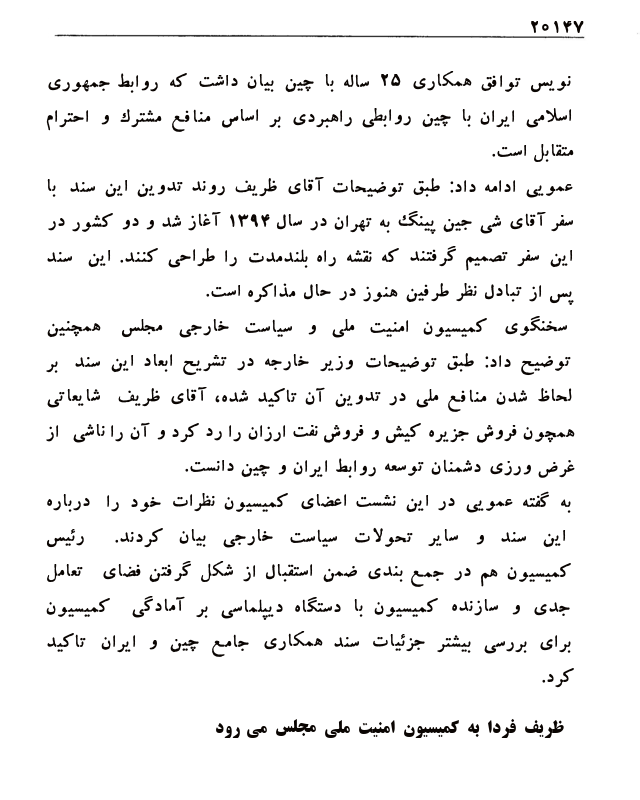 ۲۰۱۴۷
نویس توافق همکاری ۲۵ ساله با چین بیان داشت که روابط جمهوری
اسلامی ایران با چین روابطی راهبردی بر اساس منافع مشترك و احترام
متقابل است.
عمویی ادامه داد: طبق توضیحات آقای ظریف روند تدوین این سند با
سفر آقای شی جین پینگ به تهران در سال ۱۳۹۴ آغاز شد و دو کشور در
این سفر تصمیم گرفتند که نقشه راه بلندمدت را طراحی کنند. این سند
پس از تبادل نظر طرفین هنوز در حال مذاکره است.
سخنگوی کمیسیون امنیت ملی و سیاست خارجی مجلس همچنین
توضیح داد: طبق توضیحات وزیر خارجه در تشریح ابعاد این سند بر
لحاظ شدن منافع ملی در تدوین آن تاکید شده، آقای ظریف شایعاتی
همچون فروش جزیره کیش و فروش نفت ارزان را رد کرد و آن را ناشی از
غرض ورزی دشمنان توسعه روابط ایران و چین دانست.
به گفته عمویی در این نشست اعضای کمیسیون نظرات خود را درباره
این سند و سایر تحولات سیاست خارجی بیان کردند. رئیس
کمیسیون هم در جمع بندی ضمن استقبال از شکل گرفتن فضای تعامل
جدی و سازنده کمیسیون با دستگاه دیپلماسی بر آمادگی کمیسیون
برای بررسی بیشتر جزئیات سند همکاری جامع چین و ایران تاکید
کرد.
ظریف فردا به کمیسیون امنیت ملی مجلس می رود